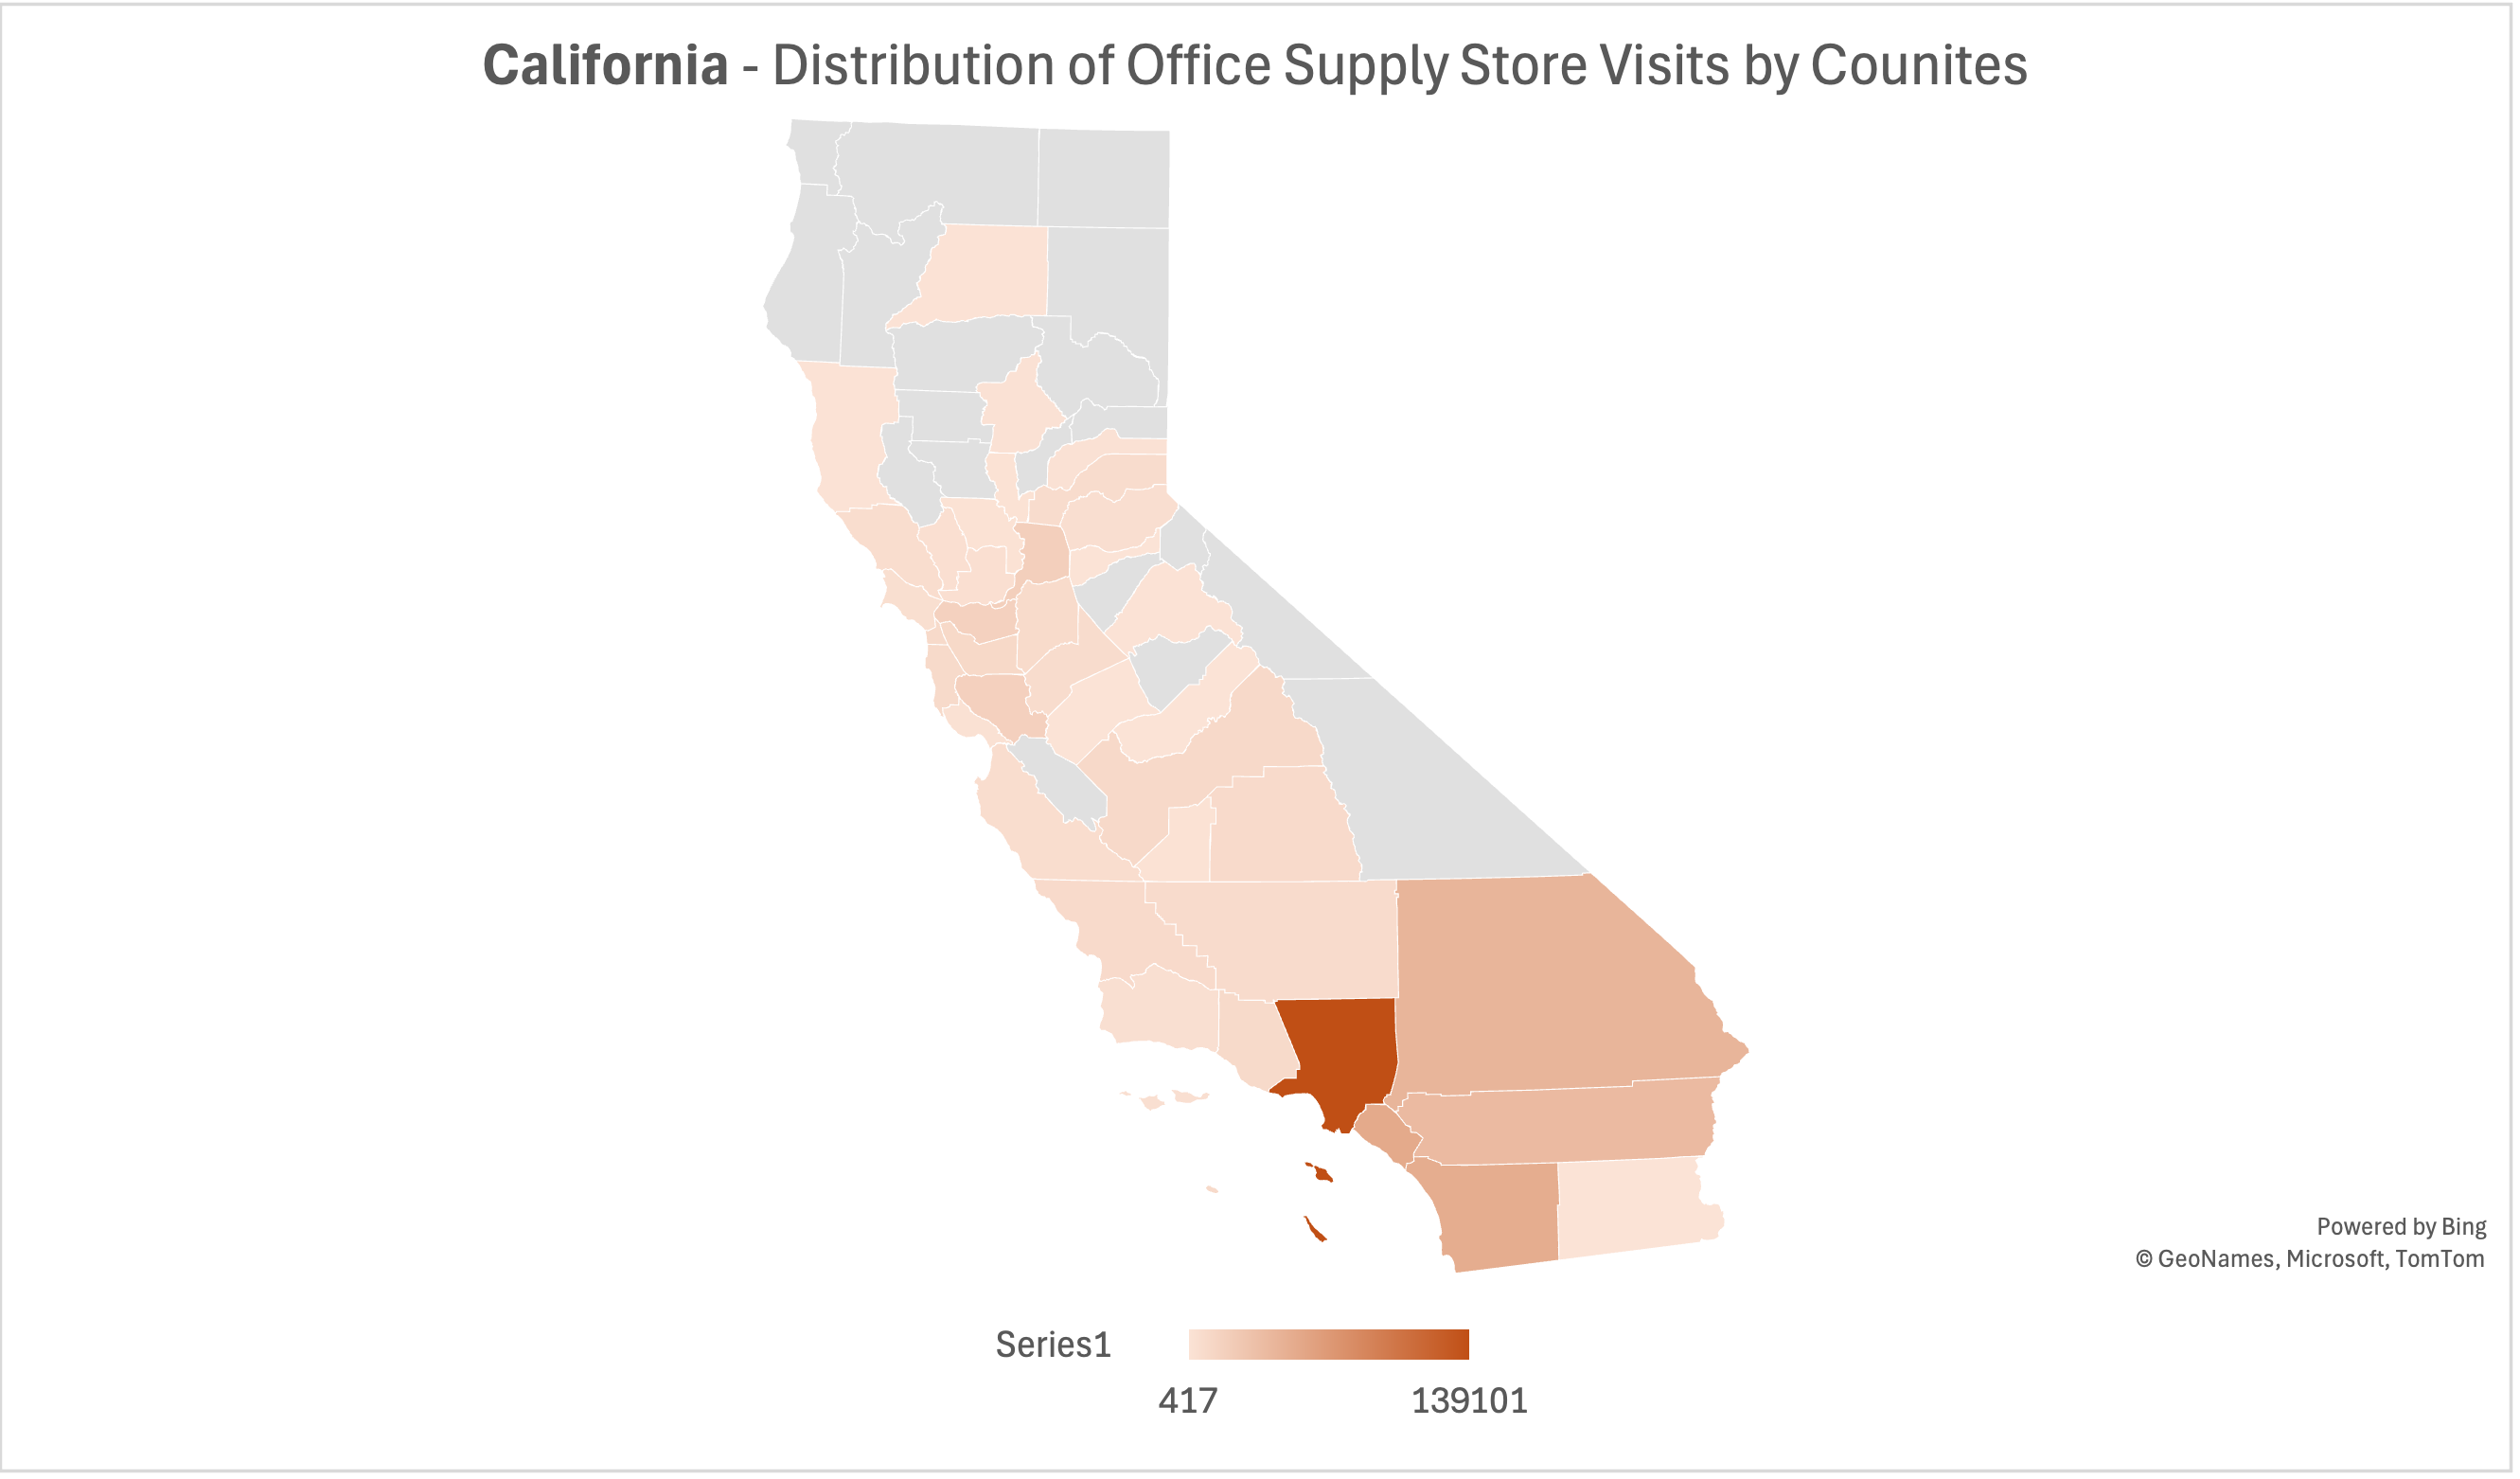 California - Distribution of Office Supply Store Visits by Counites
Powered by Bing
© GeoNames, Microsoft, TomTom
Series1
417 139101